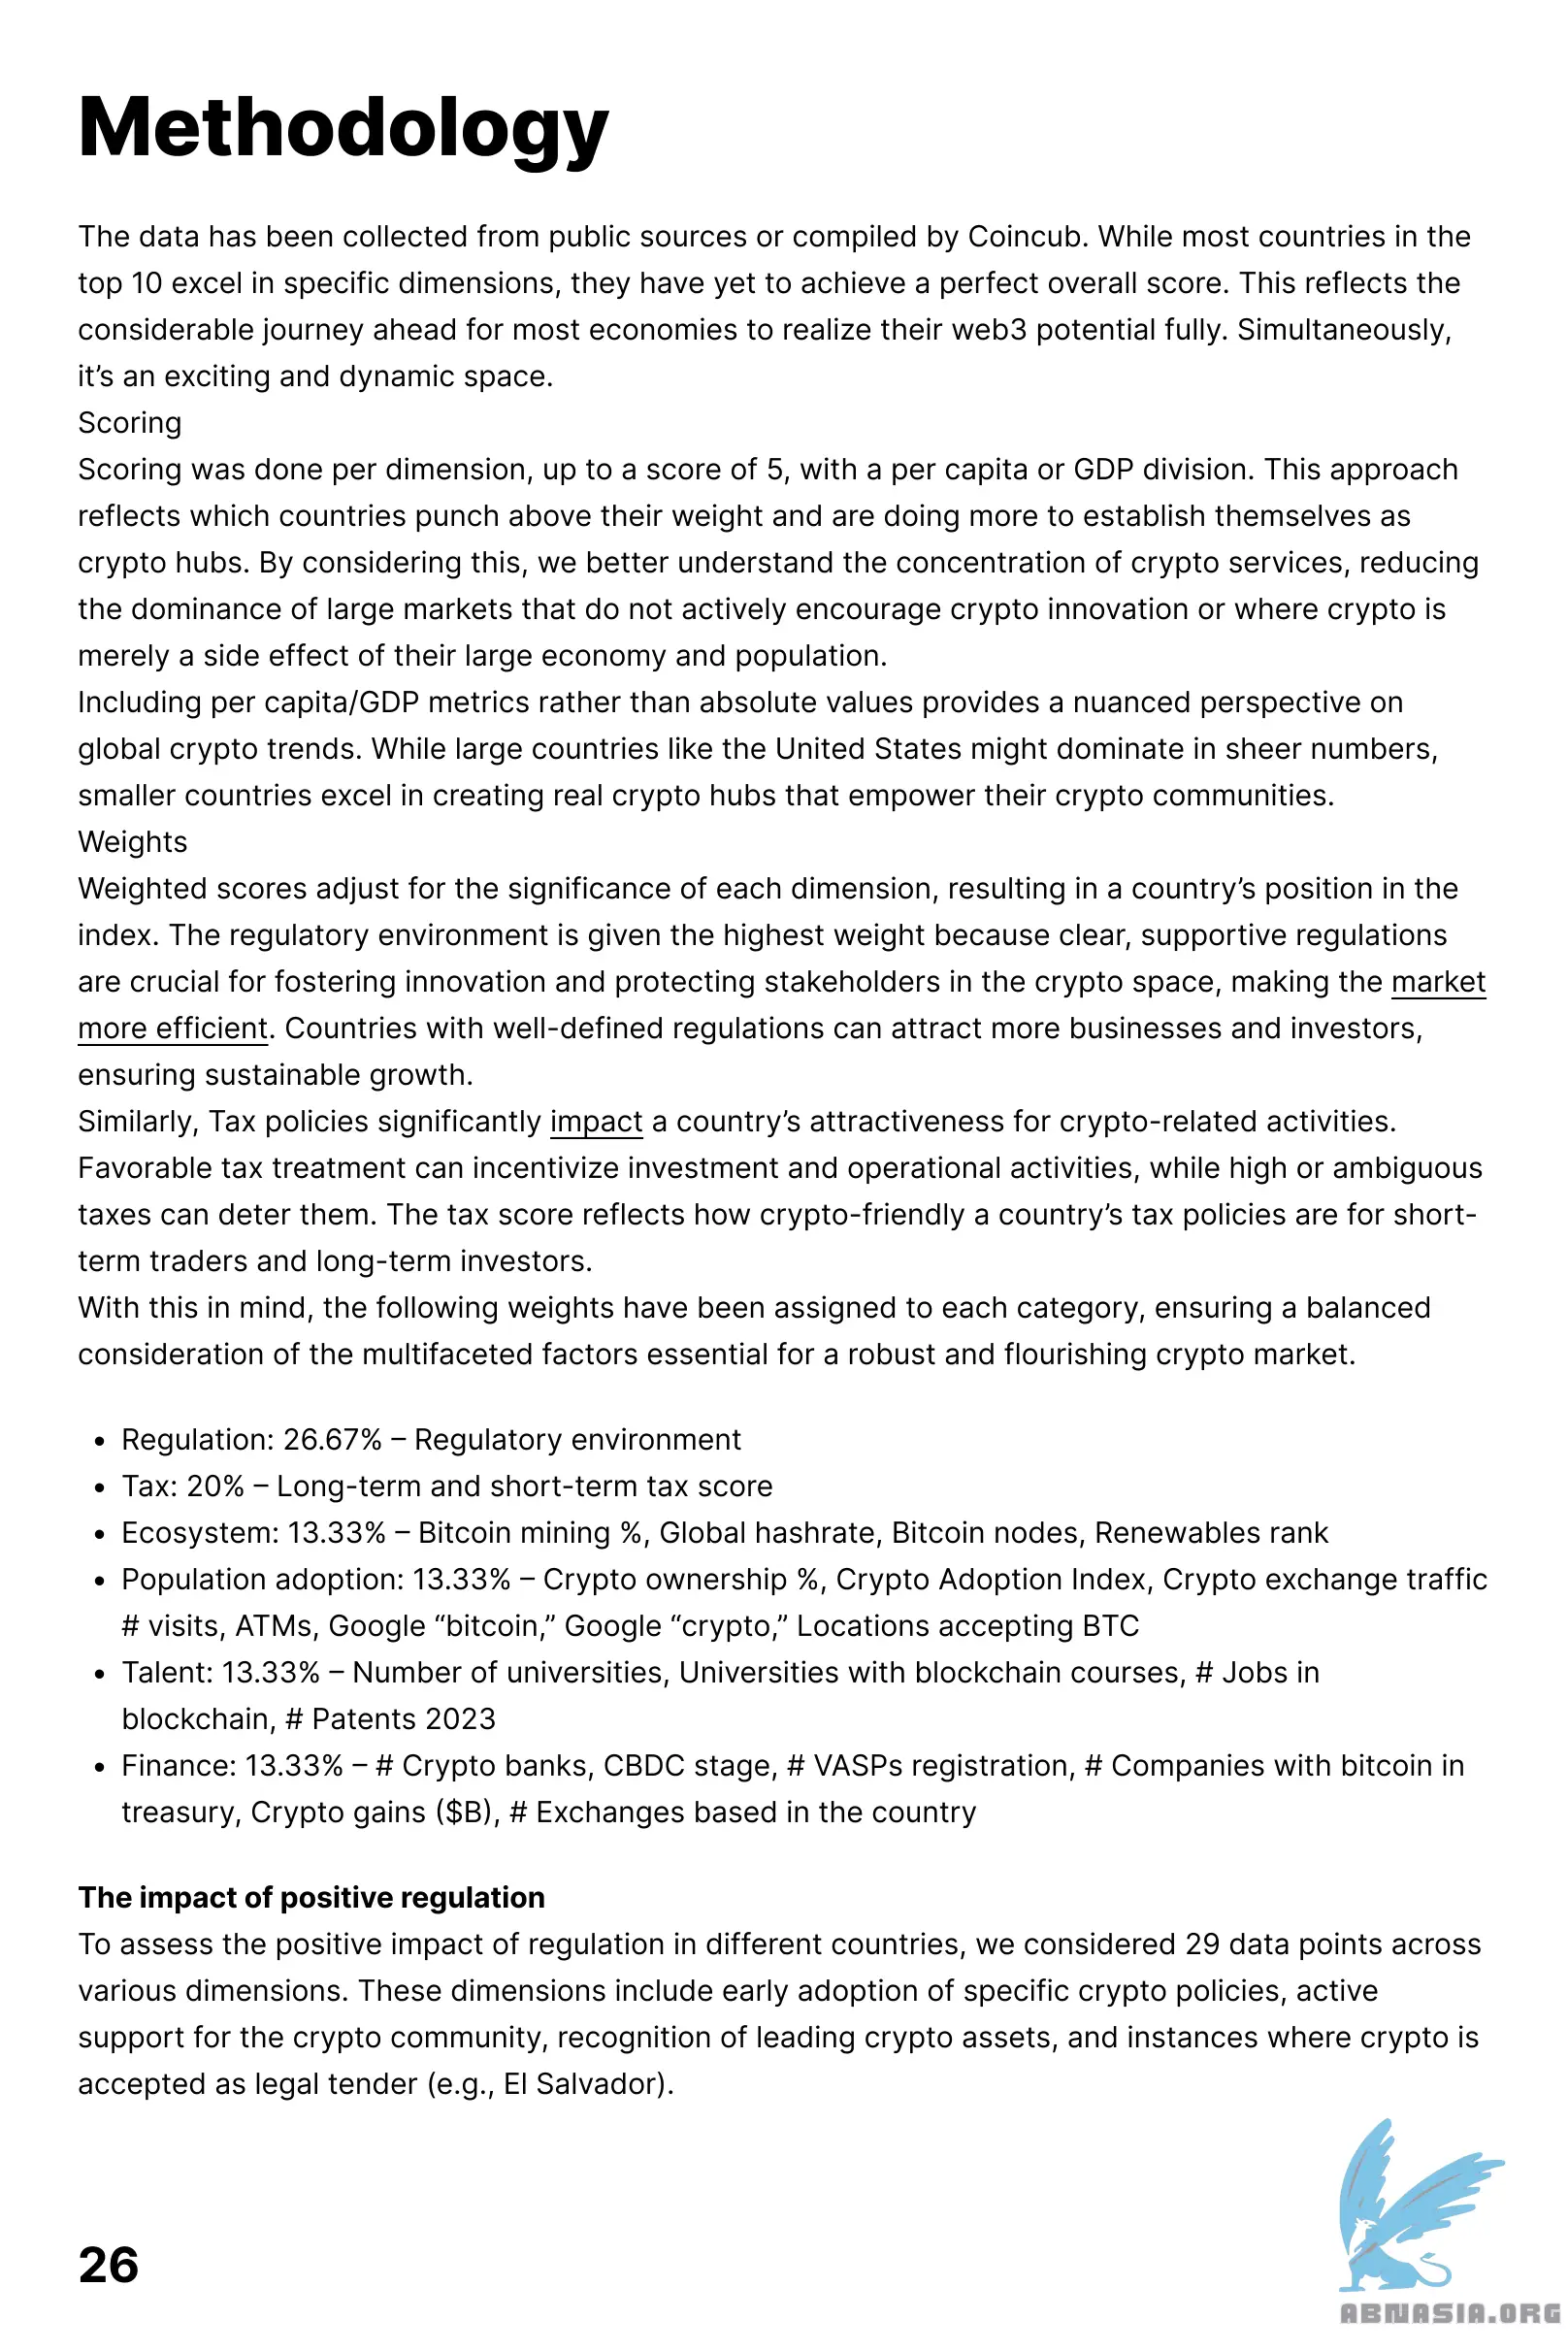 Methodology
The data has been collected from public sources or compiled by Coincub. While most countries in the
top 10 excel in specific dimensions, they have yet to achieve a perfect overall score. This reflects the
considerable journey ahead for most economies to realize their web3 potential fully. Simultaneously,
it’s an exciting and dynamic space.
Scoring
Scoring was done per dimension, up to a score of 5, with a per capita or GDP division. This approach
reflects which countries punch above their weight and are doing more to establish themselves as
crypto hubs. By considering this, we better understand the concentration of crypto services, reducing
the dominance of large markets that do not actively encourage crypto innovation or where crypto is
merely a side effect of their large economy and population.
Including per capita/GDP metrics rather than absolute values provides a nuanced perspective on
global crypto trends. While large countries like the United States might dominate in sheer numbers,
smaller countries excel in creating real crypto hubs that empower their crypto communities.
Weights
Weighted scores adjust for the significance of each dimension, resulting in a country’s position in the
index. The regulatory environment is given the highest weight because clear, supportive regulations
are crucial for fostering innovation and protecting stakeholders in the crypto space, making the market
more efficient. Countries with well-defined regulations can attract more businesses and investors,
ensuring sustainable growth.
Similarly, Tax policies significantly impact a country’s attractiveness for crypto-related activities.
Favorable tax treatment can incentivize investment and operational activities, while high or ambiguous
taxes can deter them. The tax score reflects how crypto-friendly a country’s tax policies are for short-
term traders and long-term investors.
With this in mind, the following weights have been assigned to each category, ensuring a balanced
consideration of the multifaceted factors essential for a robust and flourishing crypto market.
• Regulation: 26.67% – Regulatory environment
• Tax: 20% – Long-term and short-term tax score
• Ecosystem: 13.33% – Bitcoin mining %, Global hashrate, Bitcoin nodes, Renewables rank
• Population adoption: 13.33% – Crypto ownership %, Crypto Adoption Index, Crypto exchange traffic
# visits, ATMs, Google “bitcoin,” Google “crypto,” Locations accepting BTC
• Talent: 13.33% – Number of universities, Universities with blockchain courses, # Jobs in
blockchain, # Patents 2023
• Finance: 13.33% – # Crypto banks, CBDC stage, # VASPs registration, # Companies with bitcoin in
treasury, Crypto gains ($B), # Exchanges based in the country
The impact of positive regulation
To assess the positive impact of regulation in different countries, we considered 29 data points across
various dimensions. These dimensions include early adoption of specific crypto policies, active
support for the crypto community, recognition of leading crypto assets, and instances where crypto is
accepted as legal tender (e.g., El Salvador).
26
ABNASIA.ORG